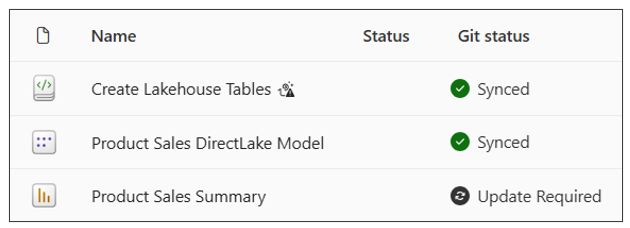 Name Status Git status
Create Lakehouse Tables Synced
Product Sales DirectLake Model Synced
Product Sales Summary Update Required